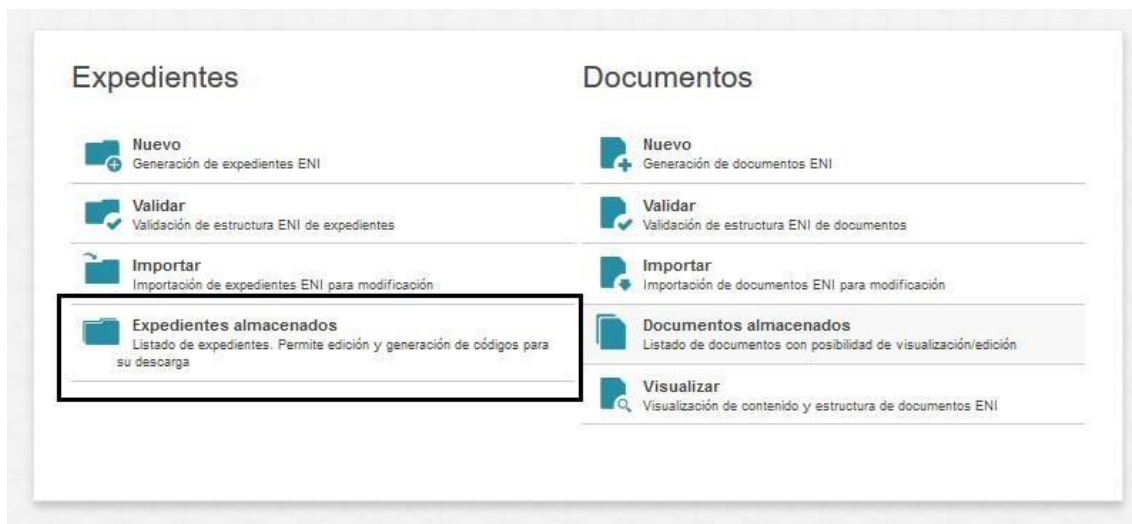 Expedientes
Nuevo
Generación de expedientes ENI
Validar
Validación de estructura ENI de expedientes
Importar
Importación de expedientes ENI para modificación
Expedientes almacenados
Listado de expedientes. Permite edición y generación de códigos para
su descarga
Documentos
Nuevo
Generación de documentos ENI
Validar
Validación de estructura ENI de documentos
Importar
Importación de documentos ENI para modificación
Documentos almacenados
Listado de documentos con posibilidad de visualización/edición
Visualizar
Visualización de contenido y estructura de documentos ENI